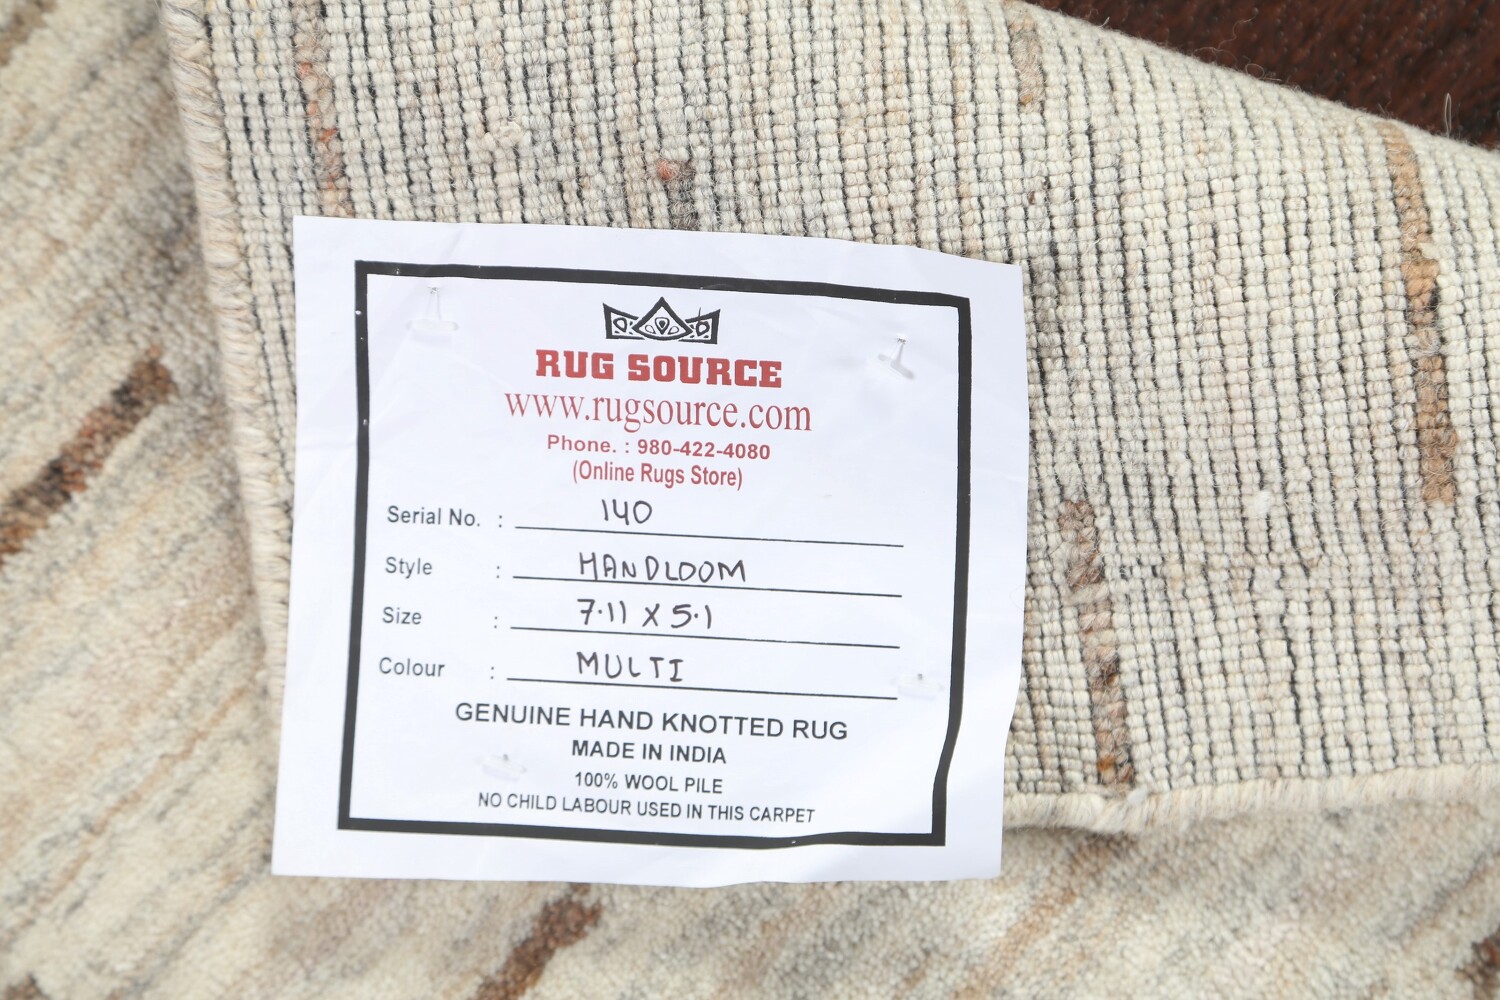 RUG SOURCE
www.rugsource.com
Phone. : 980-422-4080
(Online Rugs Store)
Serial No. : 140
Style : HANDLOOM
Size : 7.11 X 5.1
Colour : MULTI
GENUINE HAND KNOTTED RUG
MADE IN INDIA
100% WOOL PILE
NO CHILD LABOUR USED IN THIS CARPET